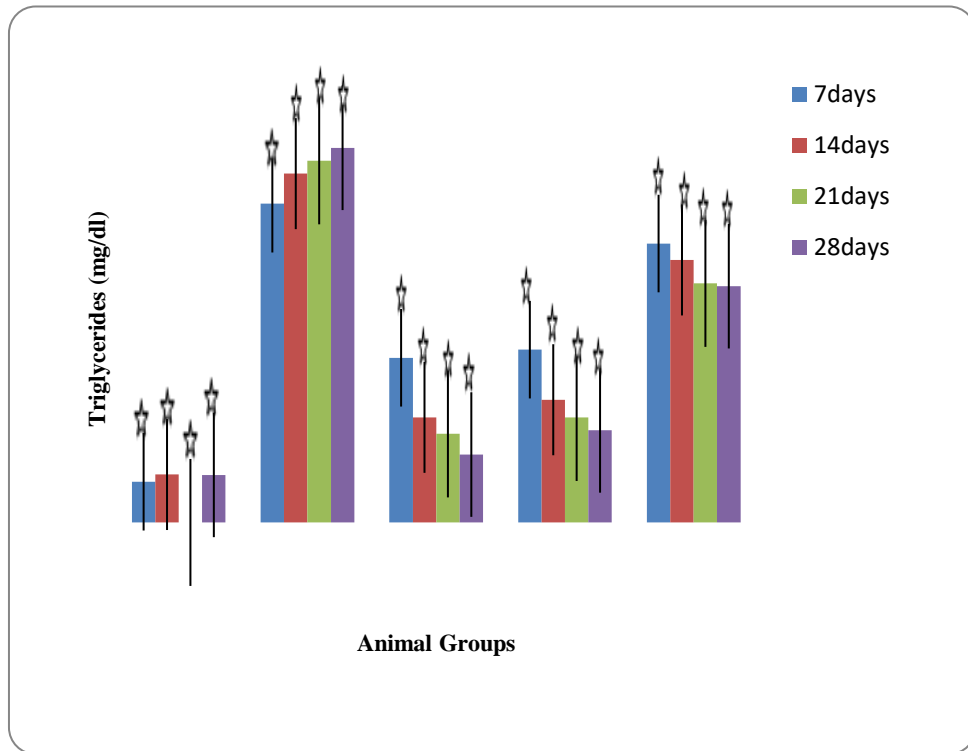 7days
14days
21days
28days
Triglycerides (mg/dl)
Animal Groups